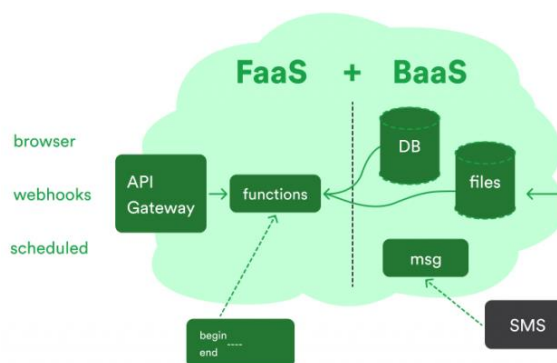 FaaS + BaaS
browser
webhooks
scheduled
API
Gateway
functions
DB
files
msg
SMS
begin ----
end